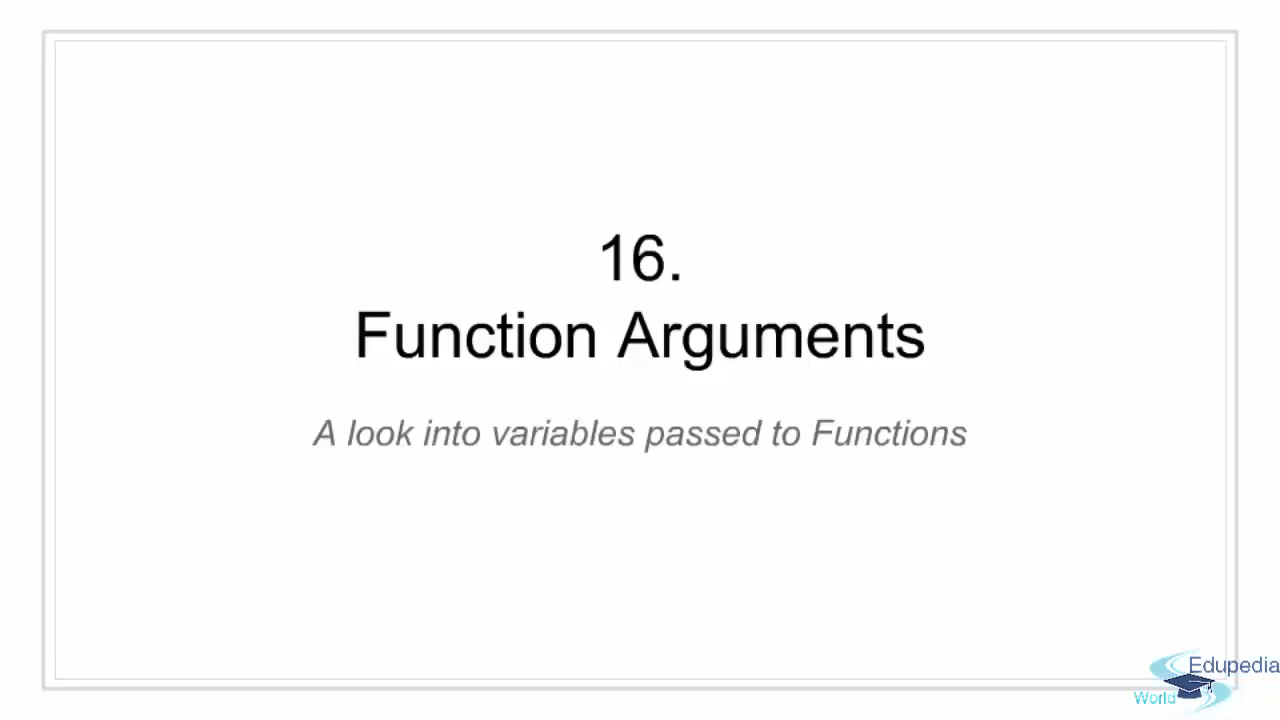 16.
Function Arguments
A look into variables passed to Functions
Edupedia
World